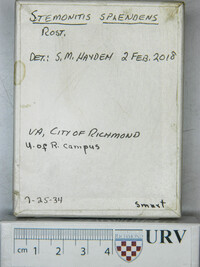 STEMONITIS SPLENDENS
ROST.
DET.: S.M. HAYDEN 2 FEB. 2018
VA, CITY OF RICHMOND
U. of R. Campus
7-25-34 smart
cm 1 2 3 4
URV